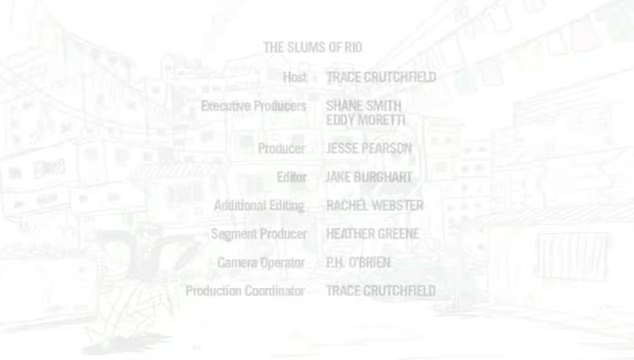 THE SLUMS OF RIO
Host TRACE CRUTCHFIELD
Executive Producers SHANE SMITH
EDDY MORETTI
Producer JESSE PEARSON
Editor JAKE BURGHART
Additional Editing RACHEL WEBSTER
Segment Producer HEATHER GREENE
Camera Operator P.H. O'BRIEN
Production Coordinator TRACE CRUTCHFIELD